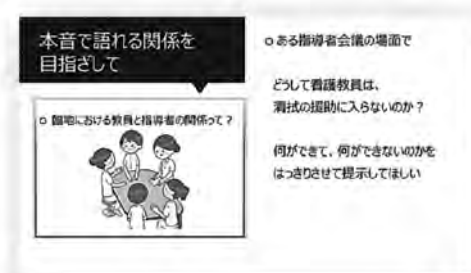 本音で語れる関係を
目指ざして
o 臨地における教員と指導者の関係って？
o ある指導者会議の場面で
どうして看護教員は、
清拭の援助に入らないのか？
何ができて、何ができないのかを
はっきりさせて提示してほしい